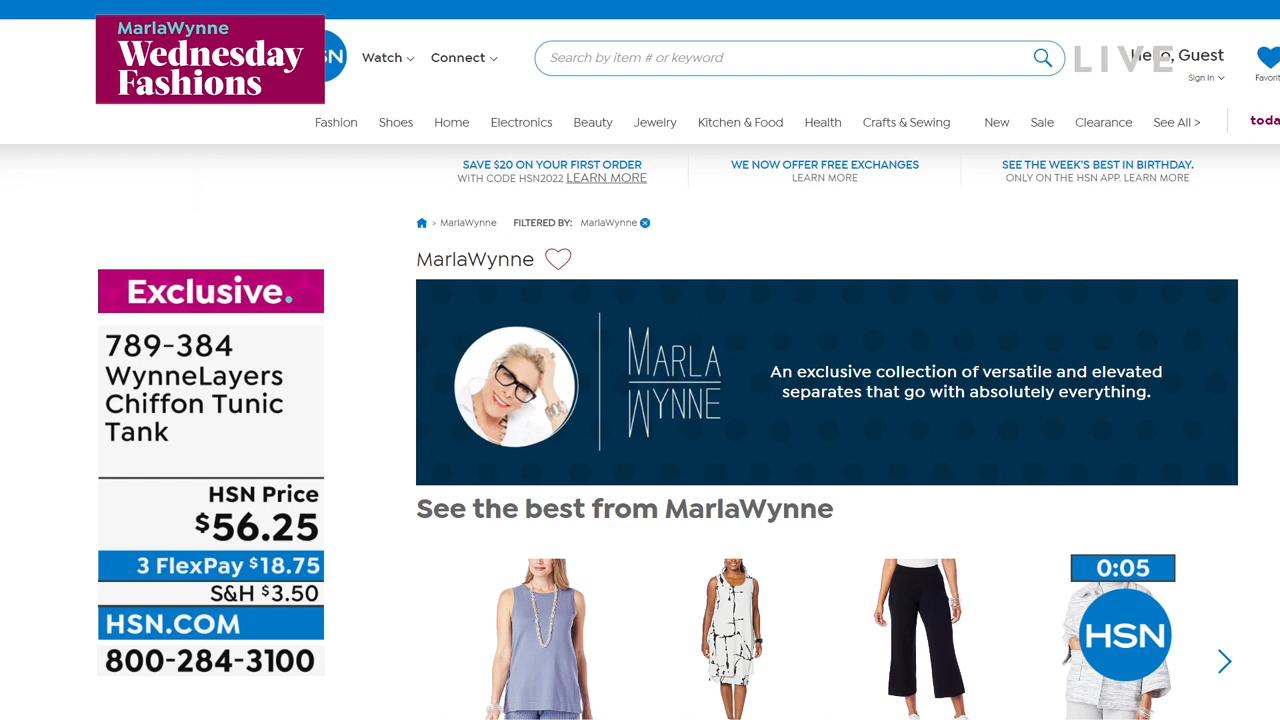 MarlaWynne
Wednesday
Fashions
SN
Watch
Connect
Search by item # or keyword
LIVE
Hello, Guest
Sign In
Favorit
Fashion Shoes Home Electronics Beauty Jewelry Kitchen & Food Health Crafts & Sewing New Sale Clearance See All > toda
SAVE $20 ON YOUR FIRST ORDER
WITH CODE HSN2022 LEARN MORE
WE NOW OFFER FREE EXCHANGES
LEARN MORE
SEE THE WEEK'S BEST IN BIRTHDAY.
ONLY ON THE HSN APP. LEARN MORE
> MarlaWynne FILTERED BY: MarlaWynne
MarlaWynne
Exclusive.
789-384
WynneLayers
Chiffon Tunic
Tank
HSN Price
$56.25
3 FlexPay $18.75
S&H $3.50
HSN.COM
800-284-3100
MARLA
WYNNE
An exclusive collection of versatile and elevated
separates that go with absolutely everything.
See the best from MarlaWynne
0:05
HSN